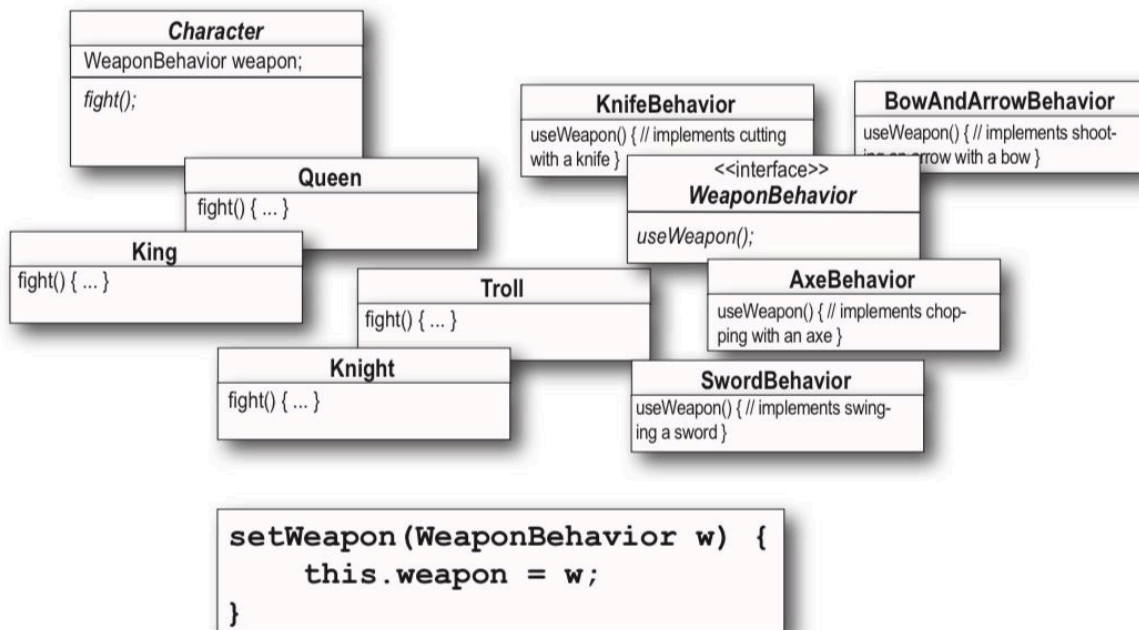 Character
WeaponBehavior weapon;
fight();
KnifeBehavior
useWeapon() { // implements cutting
with a knife }
BowAndArrowBehavior
useWeapon() { // implements shoot-
arrow with a bow }
<<interface>>
WeaponBehavior
useWeapon();
Queen
fight() { ... }
King
fight() { ... }
Troll
fight() { ... }
AxeBehavior
useWeapon() { // implements chop-
ping with an axe }
Knight
fight() { ... }
SwordBehavior
useWeapon() { // implements swing-
ing a sword }
setWeapon(WeaponBehavior w) {
    this.weapon = w;
}